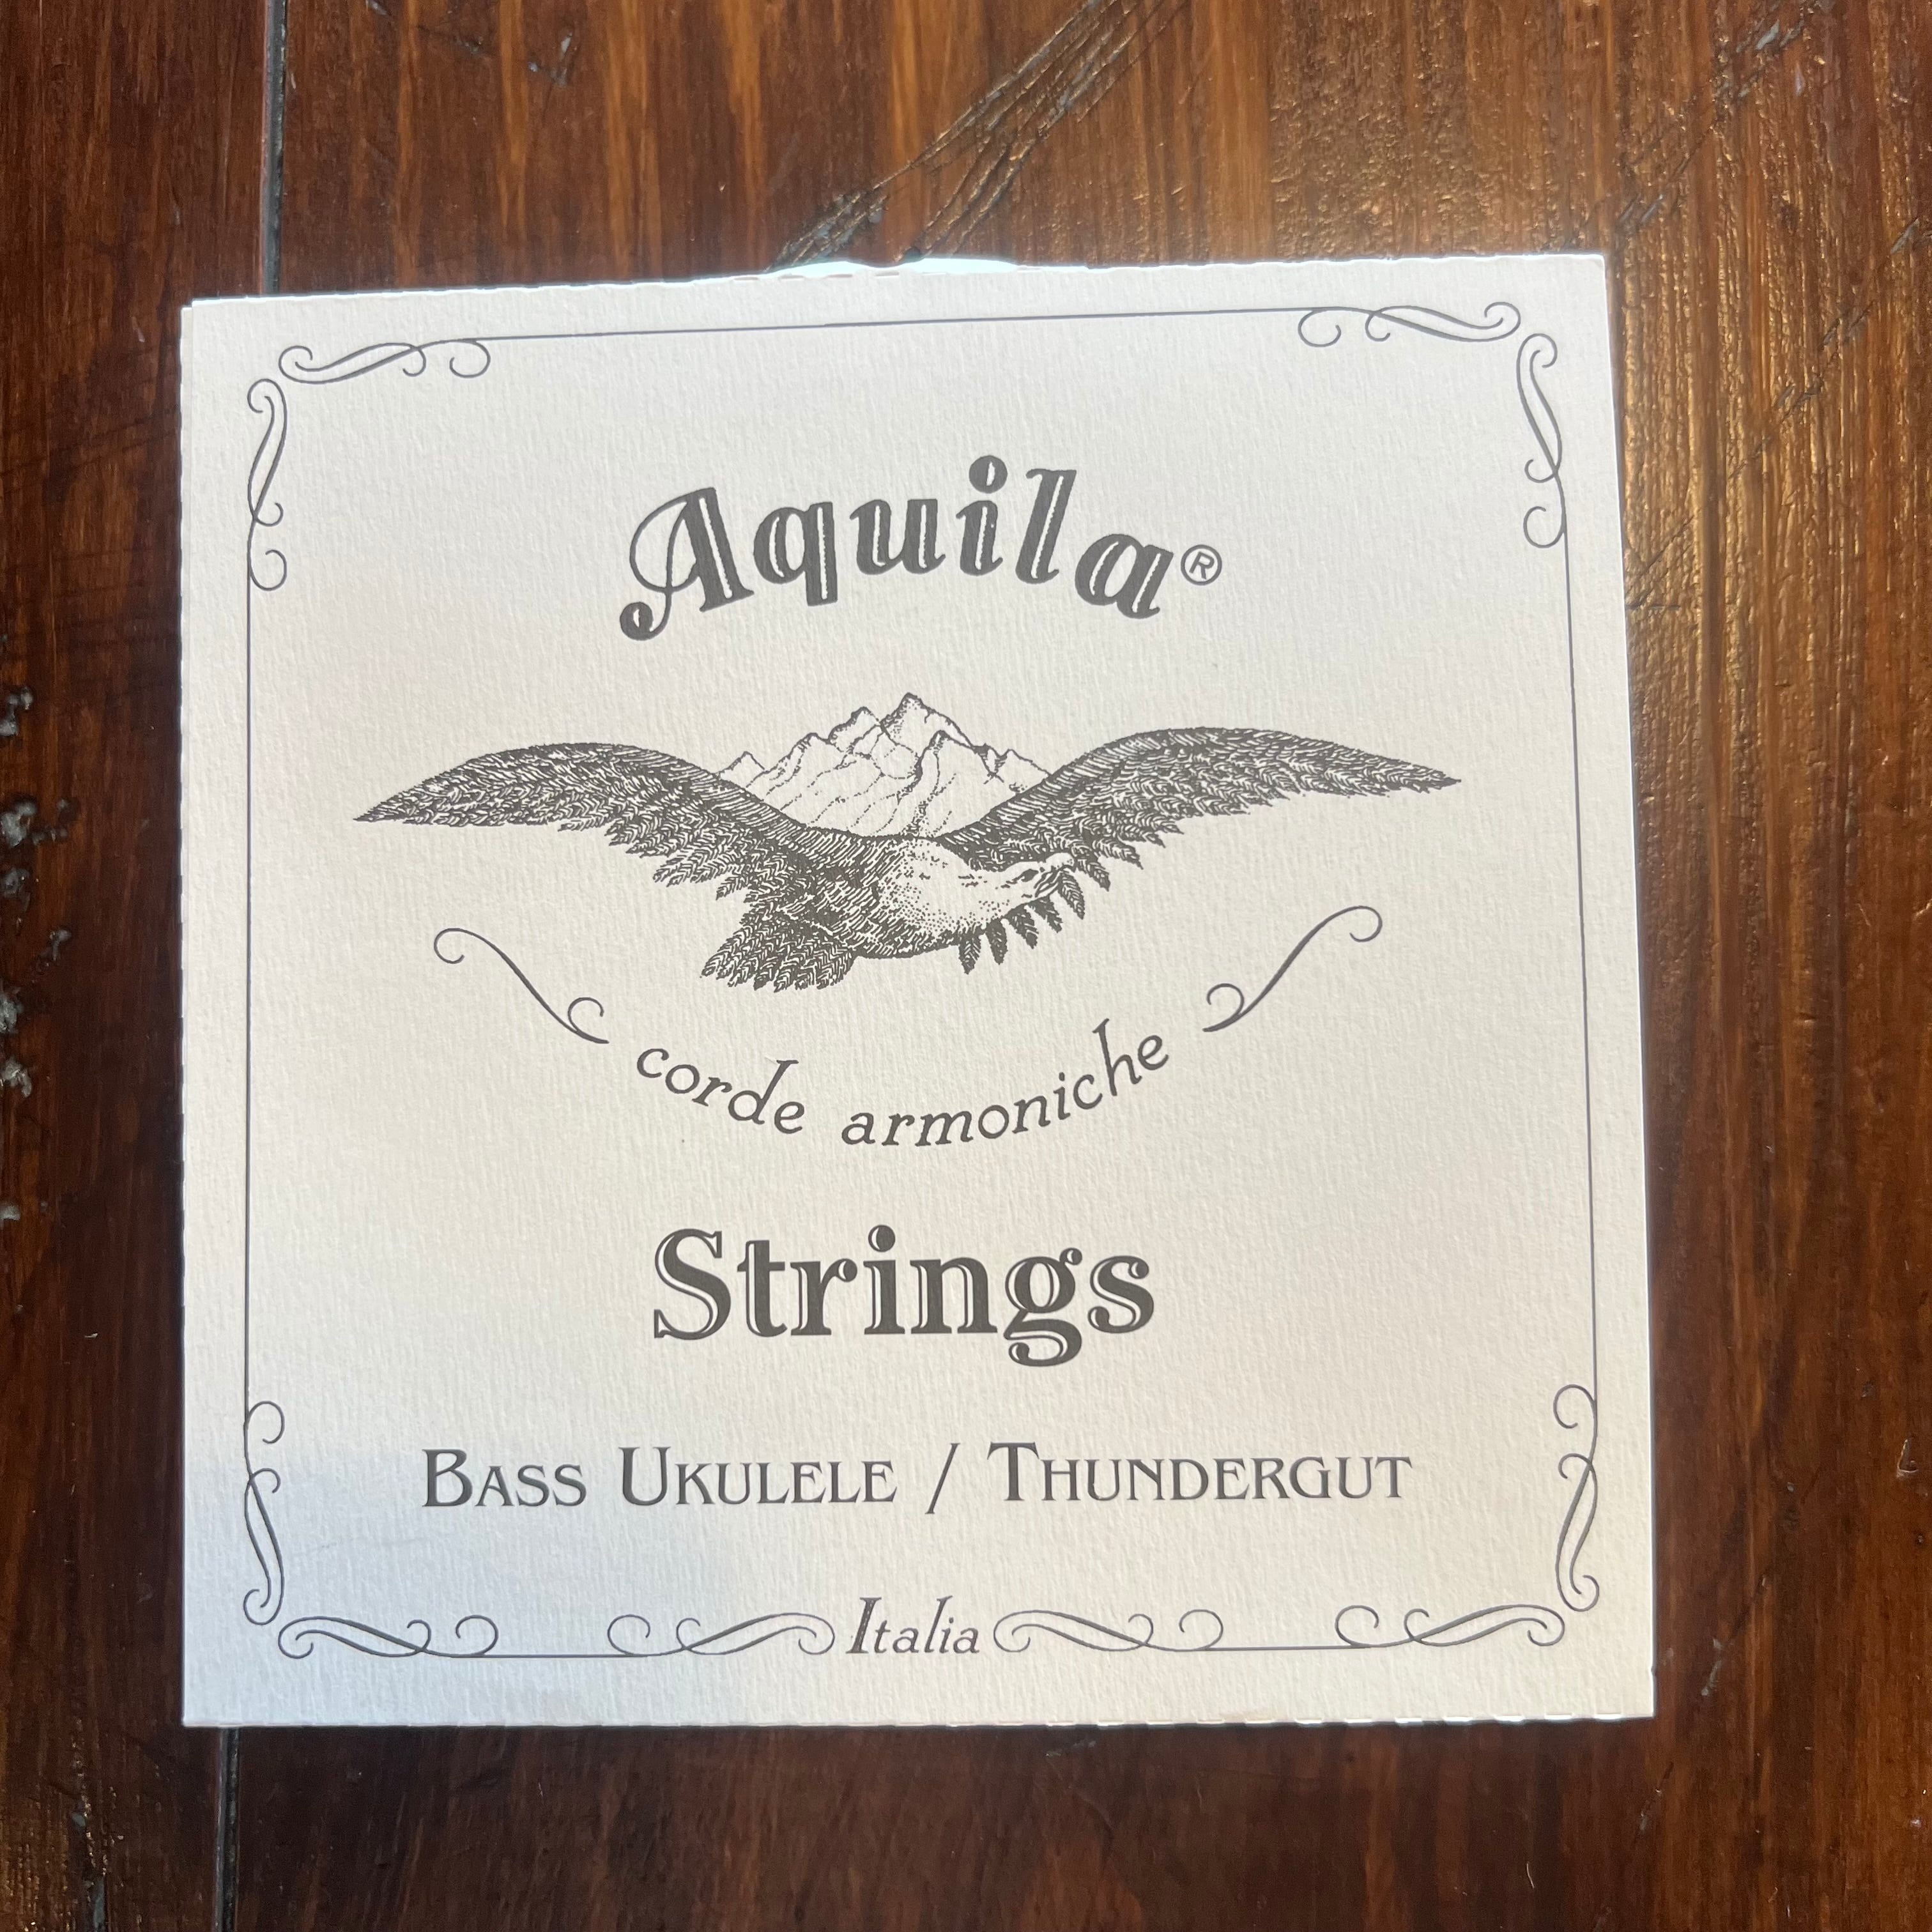 Aquila®
corde armoniche
Strings
BASS UKULELE / THUNDERGUT
Italia